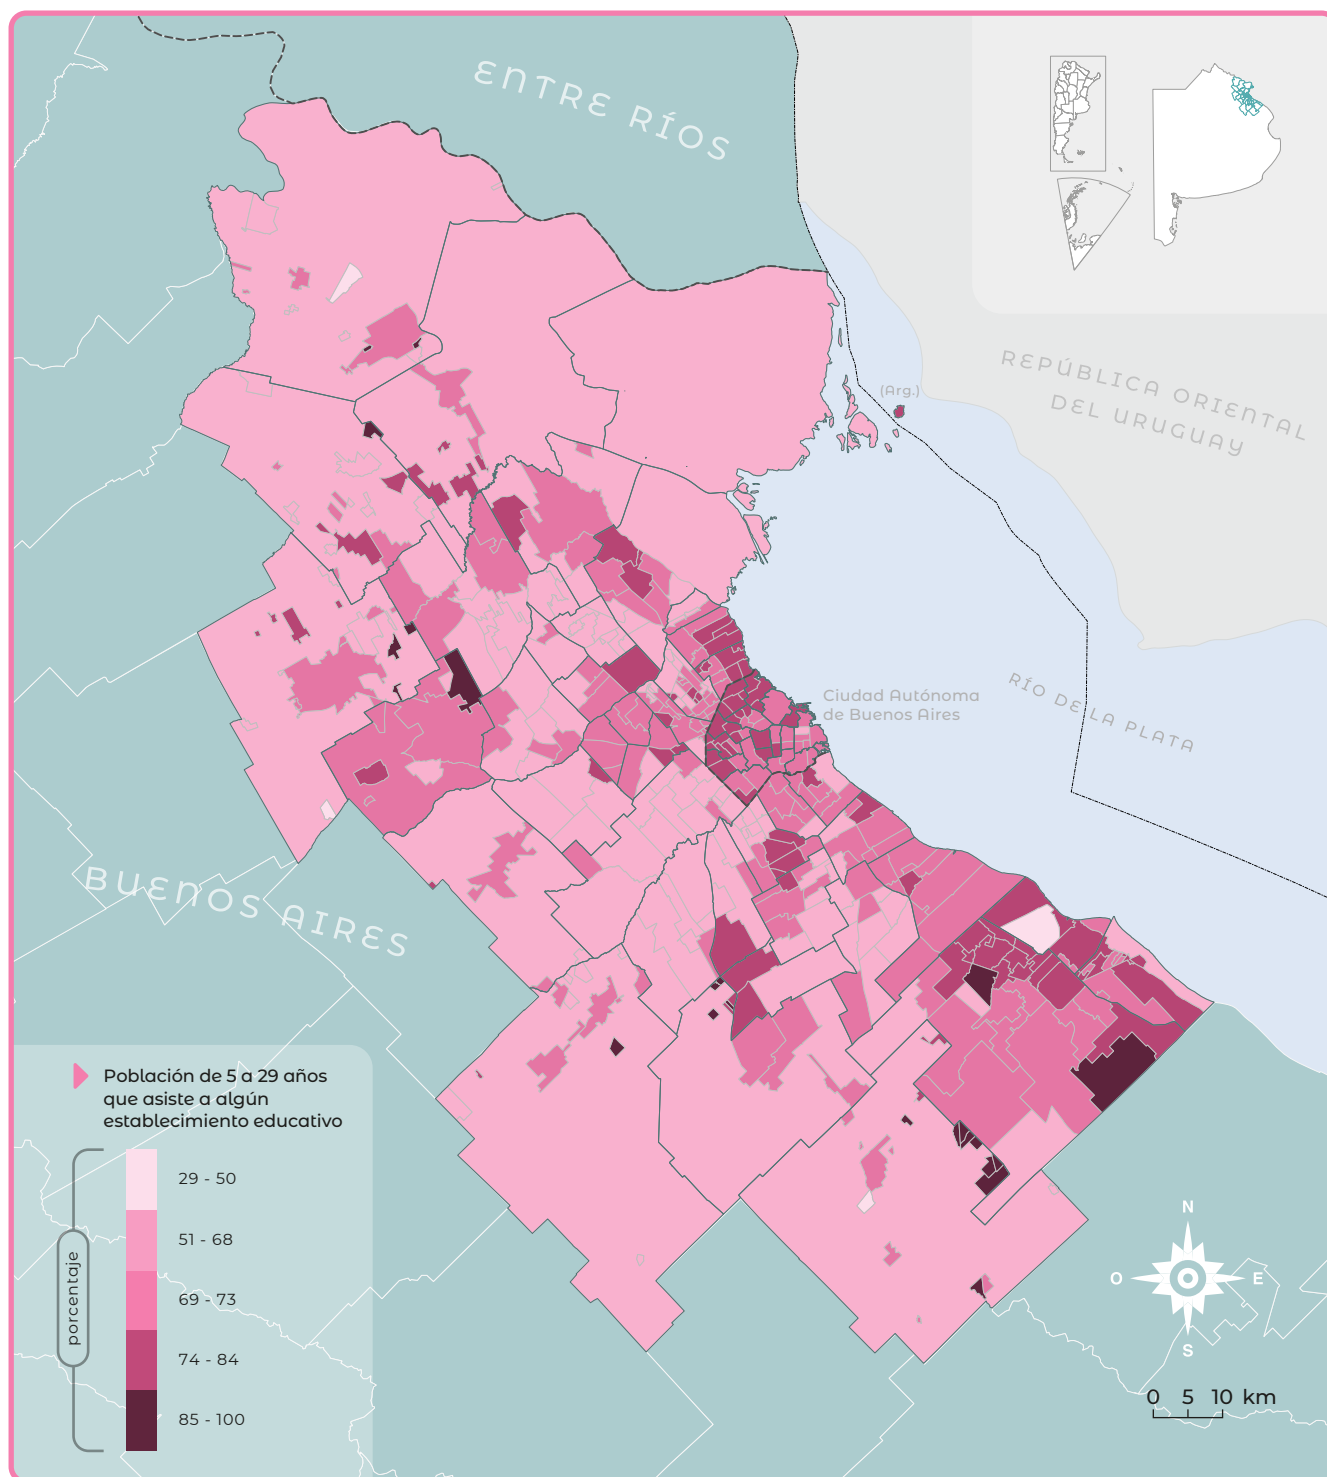 ENTRE RÍOS
(Arg.)
REPÚBLICA ORIENTAL
DEL URUGUAY
Ciudad Autónoma
de Buenos Aires
RÍO DE LA PLATA
BUENOS AIRES
Población de 5 a 29 años
que asiste a algún
establecimiento educativo
porcentaje
29 - 50
51 - 68
69 - 73
74 - 84
85 - 100
N
O
E
S
0 5 10 km